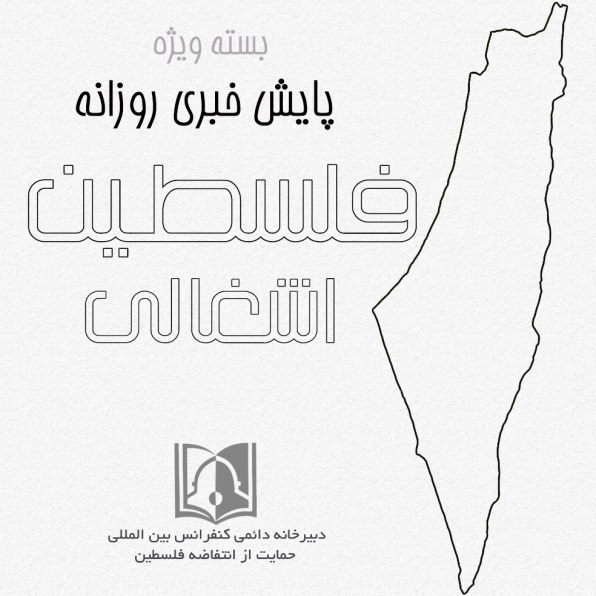 بسته ویژه
پایش خبری روزانه
فلسطین
اشغالی
دبیرخانه دائمی کنفرانس بین المللی
حمایت از انتفاضه فلسطین